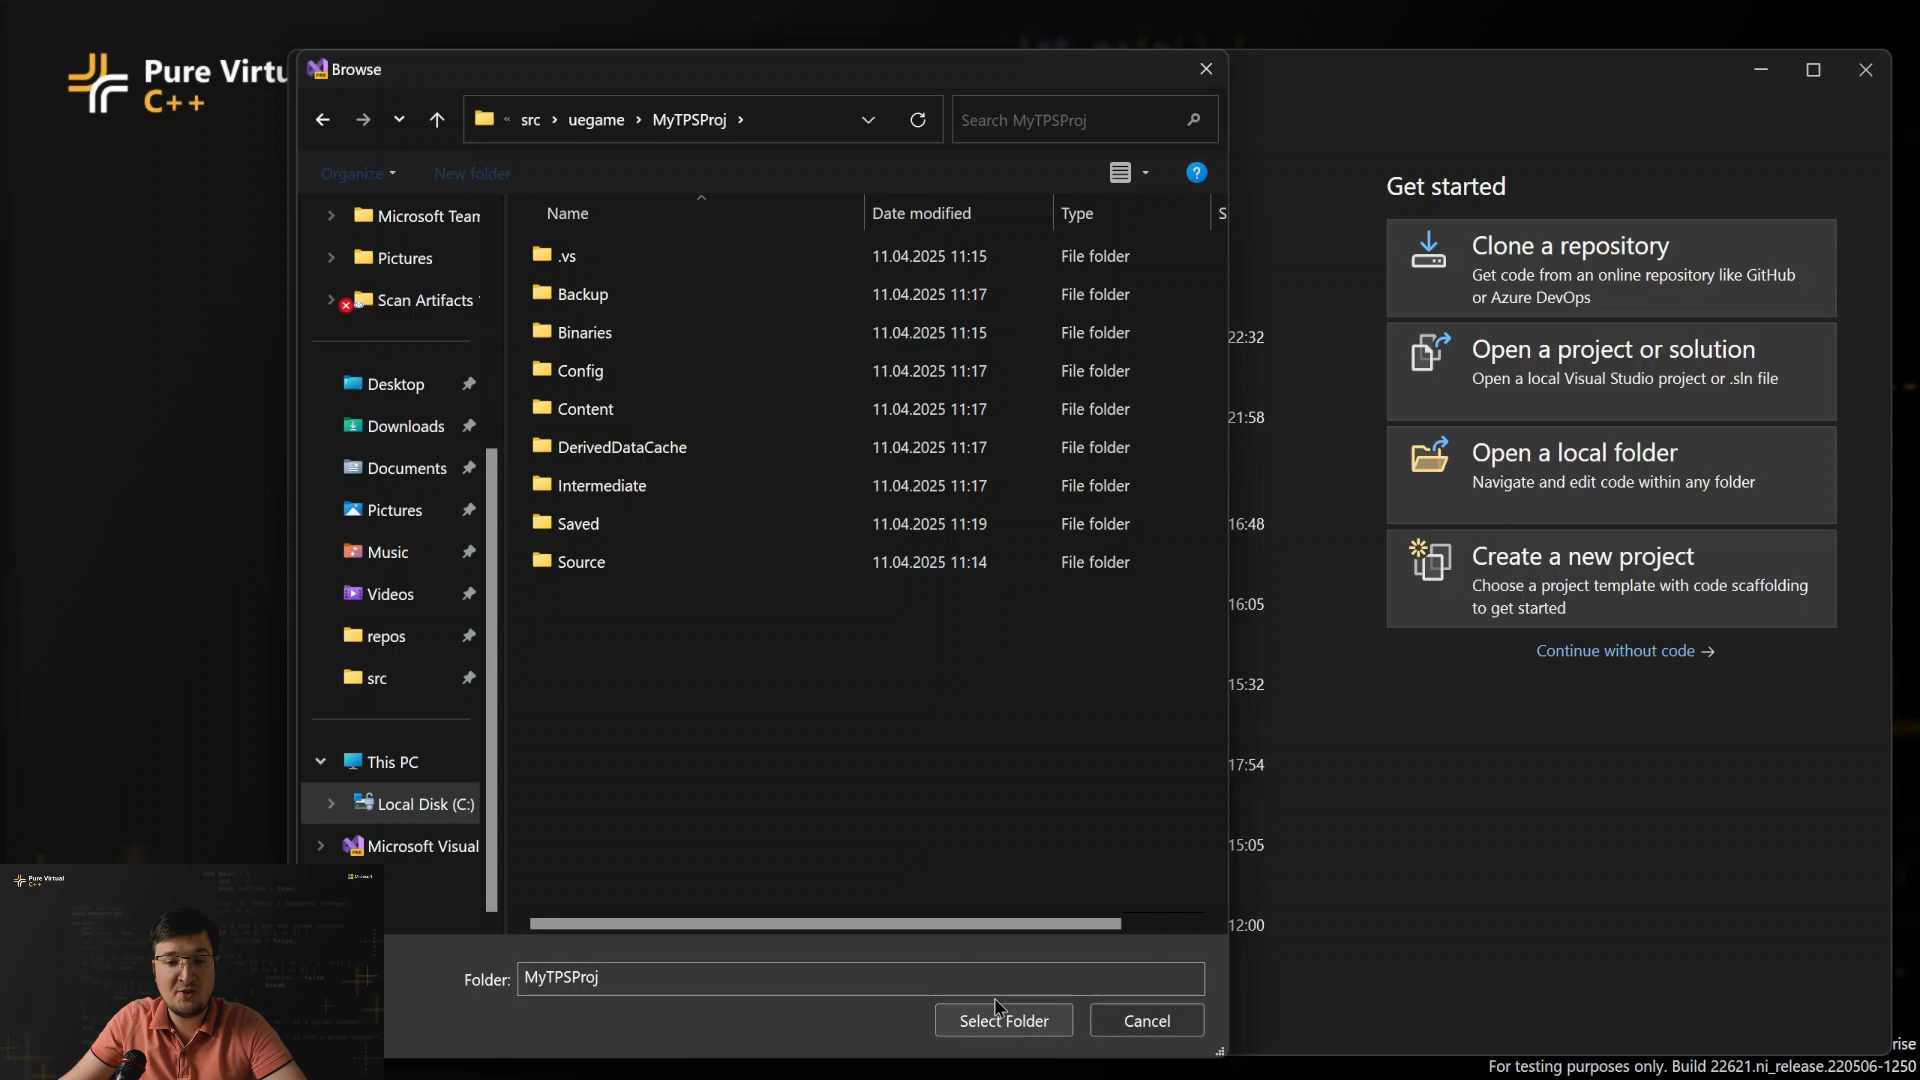 Pure Virtu
C++
Browse
« src › uegame › MyTPSProj ›
Search MyTPSProj
Organize
New folder
?
Name
Date modified
Type
S
Microsoft Team
Pictures
Scan Artifacts
Desktop
Downloads
Documents
Pictures
Music
Videos
repos
src
This PC
Local Disk (C:)
Microsoft Visual
.vs 11.04.2025 11:15 File folder
Backup 11.04.2025 11:17 File folder
Binaries 11.04.2025 11:15 File folder
Config 11.04.2025 11:17 File folder
Content 11.04.2025 11:17 File folder
DerivedDataCache 11.04.2025 11:17 File folder
Intermediate 11.04.2025 11:17 File folder
Saved 11.04.2025 11:19 File folder
Source 11.04.2025 11:14 File folder
Folder: MyTPSProj
Select Folder
Cancel
22:32
21:58
16:48
16:05
15:32
17:54
15:05
12:00
Get started
Clone a repository
Get code from an online repository like GitHub
or Azure DevOps
Open a project or solution
Open a local Visual Studio project or .sln file
Open a local folder
Navigate and edit code within any folder
Create a new project
Choose a project template with code scaffolding
to get started
Continue without code →
rise
For testing purposes only. Build 22621.ni_release.220506-1250
Pure Virtual
C++
Microsoft